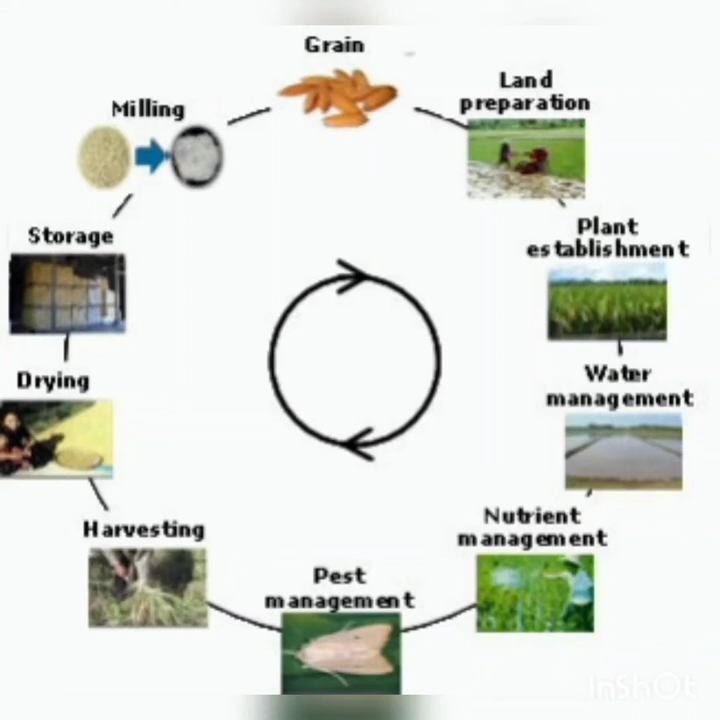 Grain
Land
preparation
Plant
establishment
Water
management
Nutrient
management
Pest
management
Harvesting
Drying
Storage
Milling
InShOt